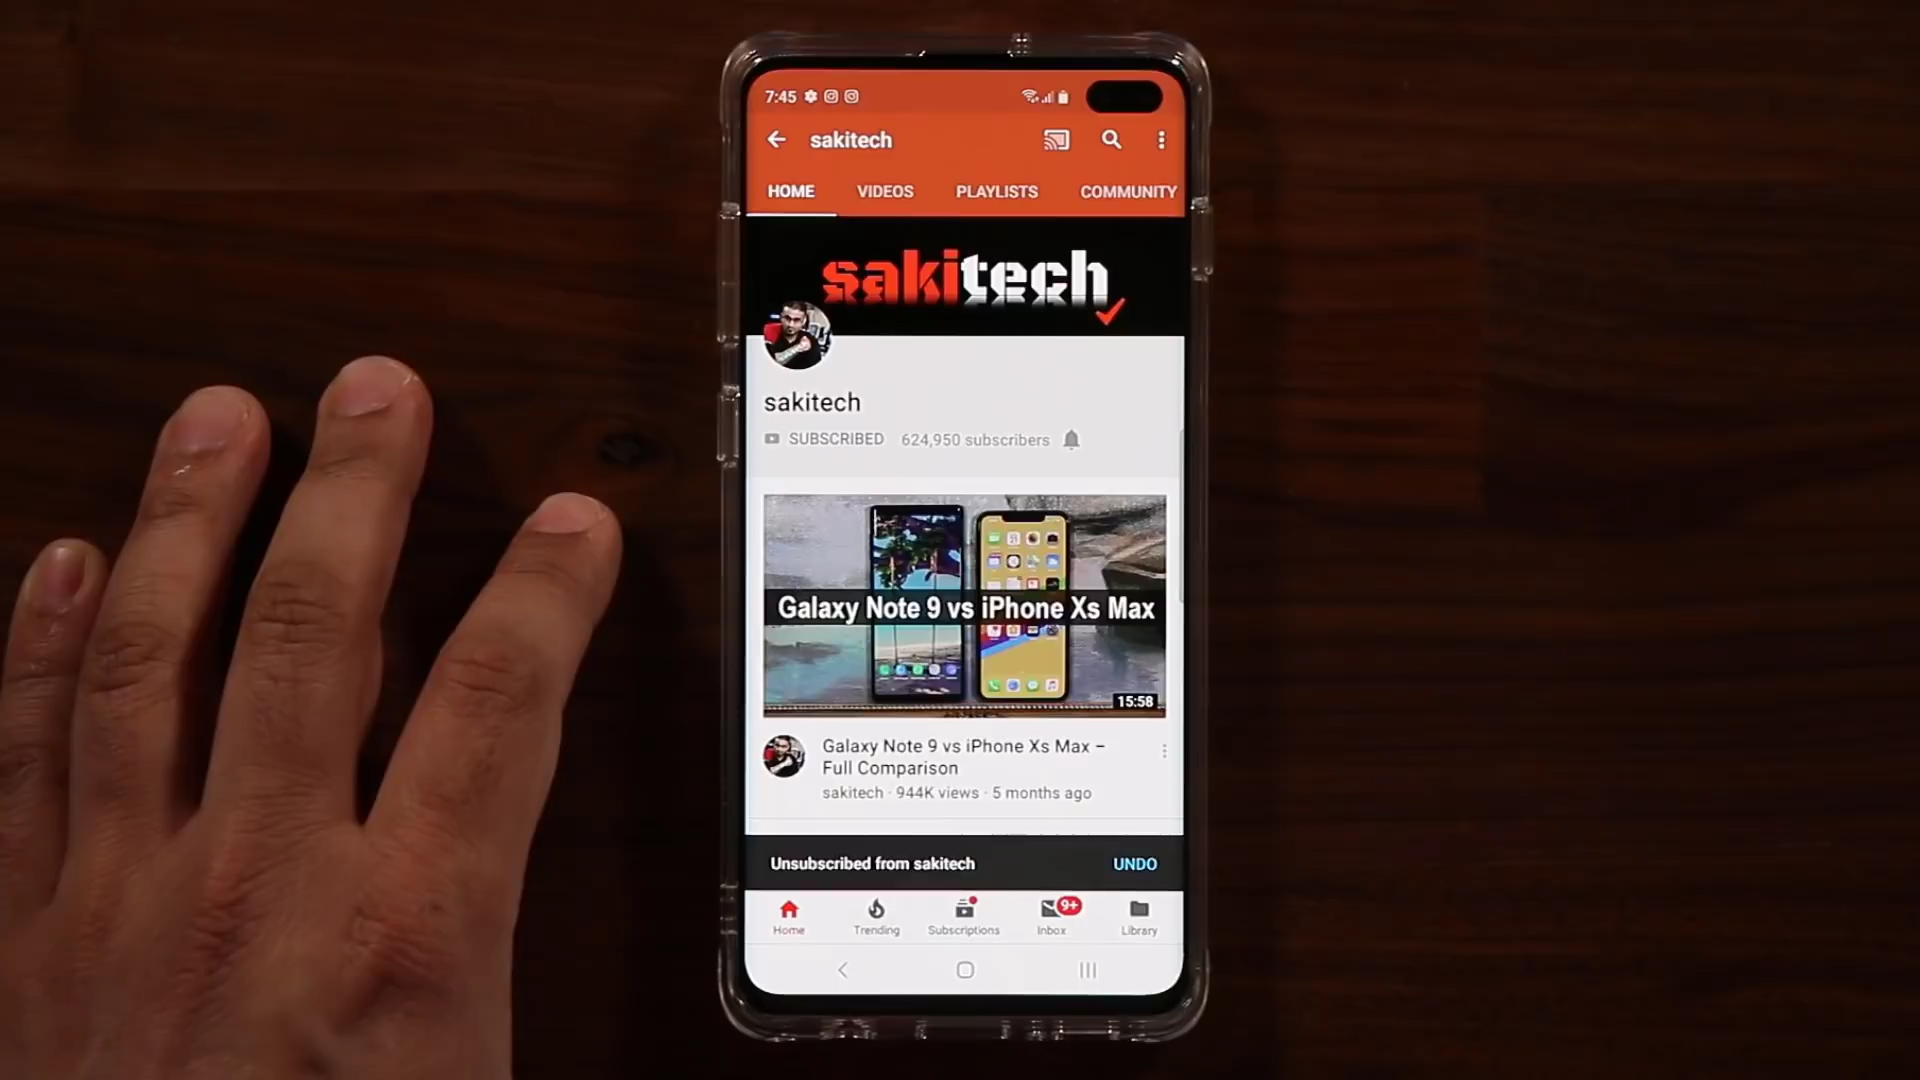 7:45
sakitech
HOME VIDEOS PLAYLISTS COMMUNITY
sakitech
sakitech
SUBSCRIBED 624,950 subscribers
Galaxy Note 9 vs iPhone Xs Max
15:58
Galaxy Note 9 vs iPhone Xs Max –
Full Comparison
sakitech · 944K views · 5 months ago
Unsubscribed from sakitech UNDO
9+
Home Trending Subscriptions Inbox Library